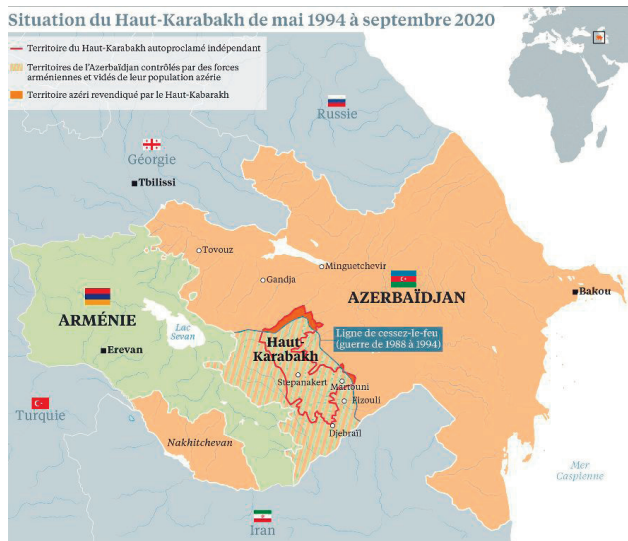 Situation du Haut-Karabakh de mai 1994 à septembre 2020
Territoire du Haut-Karabakh autoproclamé indépendant
Territoires de l'Azerbaïdjan contrôlés par des forces
arméniennes et vidés de leur population azérie
Territoire azéri revendiqué par le Haut-Kabarakh
Russie
Géorgie
Tbilissi
Tovouz
Minguetchevir
Gandja
AZERBAÏDJAN
Bakou
ARMÉNIE
Lac
Sevan
Erevan
Ligne de cessez-le-feu
(guerre de 1988 à 1994)
Haut-
Karabakh
Stepanakert
Martouni
Fizouli
Djebraïl
Turquie
Nakhitchevan
Mer
Caspienne
Iran